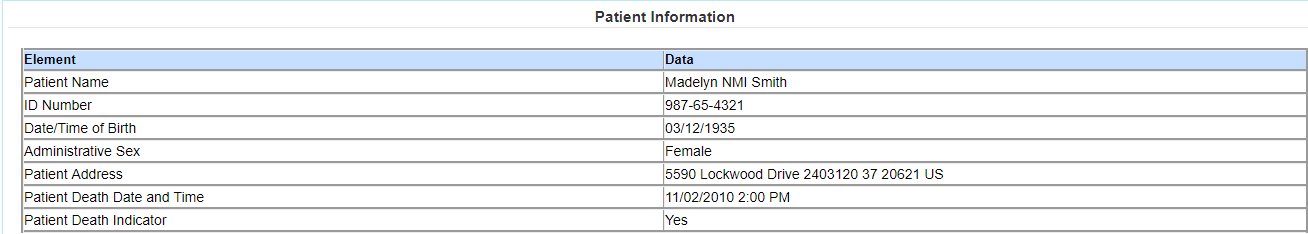 Patient Information
Element Data
Patient Name Madelyn NMI Smith
ID Number 987-65-4321
Date/Time of Birth 03/12/1935
Administrative Sex Female
Patient Address 5590 Lockwood Drive 2403120 37 20621 US
Patient Death Date and Time 11/02/2010 2:00 PM
Patient Death Indicator Yes